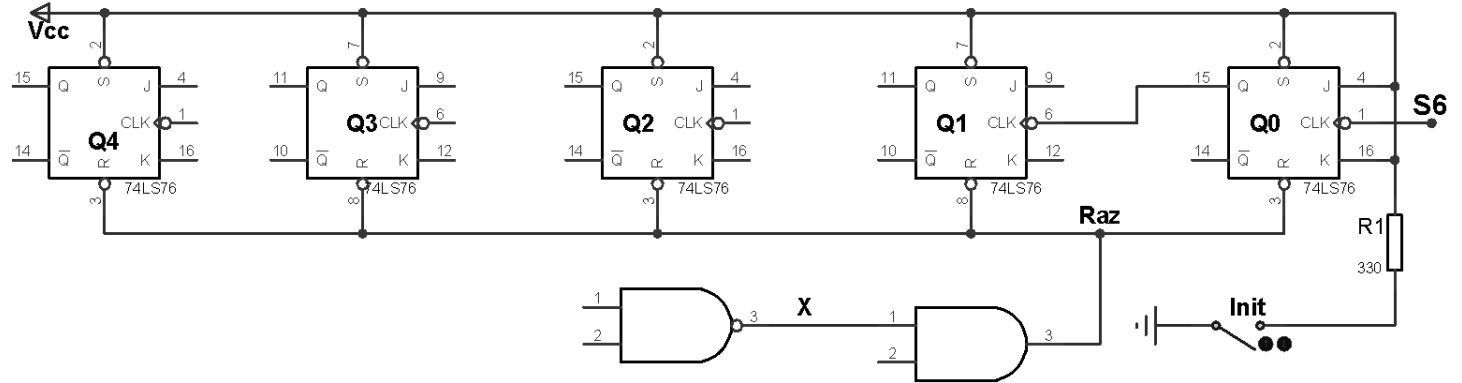 Vcc
2 7 2 7 2
15 Q S J 4 11 Q S J 9 15 Q S J 4 11 Q S J 9 15 Q S J 4
Q4 CLK 1 Q3 CLK 6 Q2 CLK 1 Q1 CLK 6 Q0 CLK 1 S6
14 Q̅ R K 16 10 Q̅ R K 12 14 Q̅ R K 16 10 Q̅ R K 12 14 Q̅ R K 16
3 74LS76 8 74LS76 3 74LS76 8 74LS76 3 74LS76
Raz
R1
330
1 3 X 1
2 2 3
Init